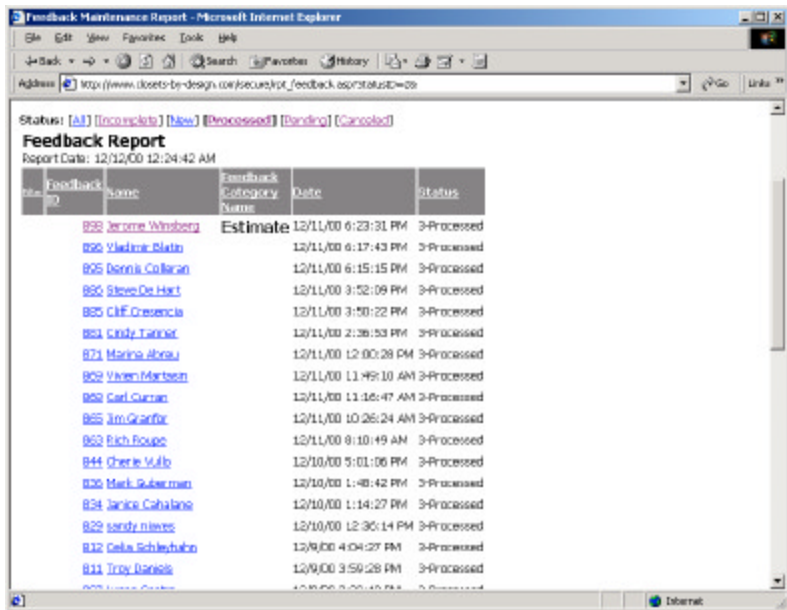 Feedback Maintenance Report - Microsoft Internet Explorer
File Edit View Favorites Tools Help
Back Search Favorites History
Address http://www.closets-by-design.com/secure/rpt_feedback.asp?StatusID= Go Links »
Status: [All] [Incomplete] [New] [Processed] [Pending] [Canceled]
Feedback Report
Report Date: 12/12/00 12:24:42 AM
Feedback ID Name Feedback Category Name Date Status
898 Jerome Winsberg Estimate 12/11/00 6:23:31 PM 3-Processed
896 Vladimir Blatin 12/11/00 6:17:43 PM 3-Processed
895 Dennis Colleran 12/11/00 6:15:15 PM 3-Processed
886 Steve De Hart 12/11/00 3:52:09 PM 3-Processed
885 Cliff Cresencia 12/11/00 3:50:22 PM 3-Processed
881 Cindy Tanner 12/11/00 2:36:53 PM 3-Processed
871 Marina Abreu 12/11/00 12:00:28 PM 3-Processed
869 Vivien 12/11/00 11:49:10 AM 3-Processed
868 Carl Curran 12/11/00 11:16:47 AM 3-Processed
865 Jim 12/11/00 10:26:24 AM 3-Processed
863 Rich Roupe 12/11/00 8:10:49 AM 3-Processed
844 Cherie Vullo 12/10/00 5:01:06 PM 3-Processed
836 Mark Guberman 12/10/00 1:48:42 PM 3-Processed
834 Janice Cahalane 12/10/00 1:14:27 PM 3-Processed
829 sandy 12/10/00 12:36:14 PM 3-Processed
812 Celia 12/9/00 4:04:27 PM 3-Processed
811 Troy Daniels 12/9/00 3:59:28 PM 3-Processed
Internet